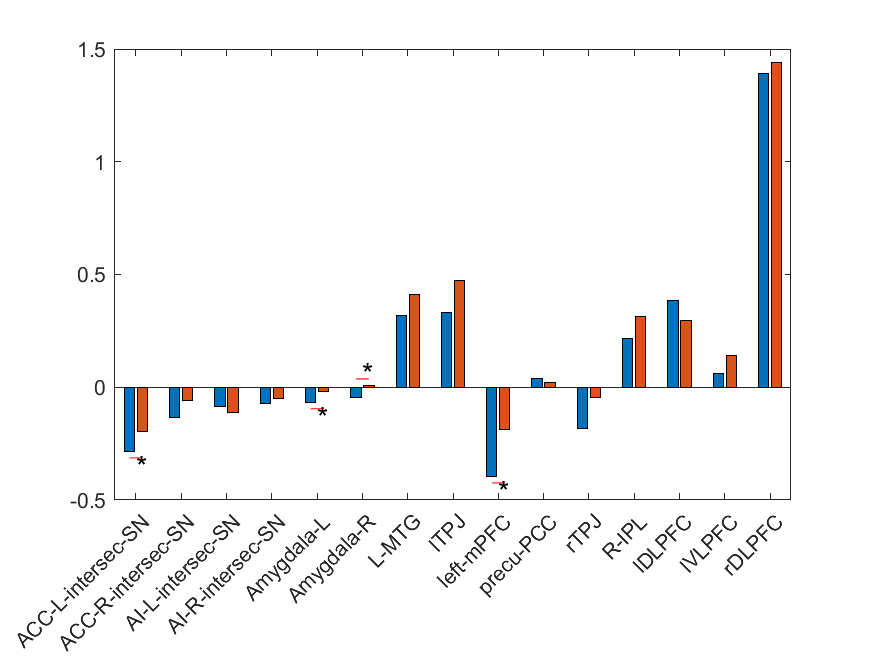 1.5
1
0.5
0
-0.5
*
*
*
*
ACC-L-intersec-SN
ACC-R-intersec-SN
AI-L-intersec-SN
AI-R-intersec-SN
Amygdala-L
Amygdala-R
L-MTG
lTPJ
left-mPFC
precu-PCC
rTPJ
R-IPL
lDLPFC
lVLPFC
rDLPFC